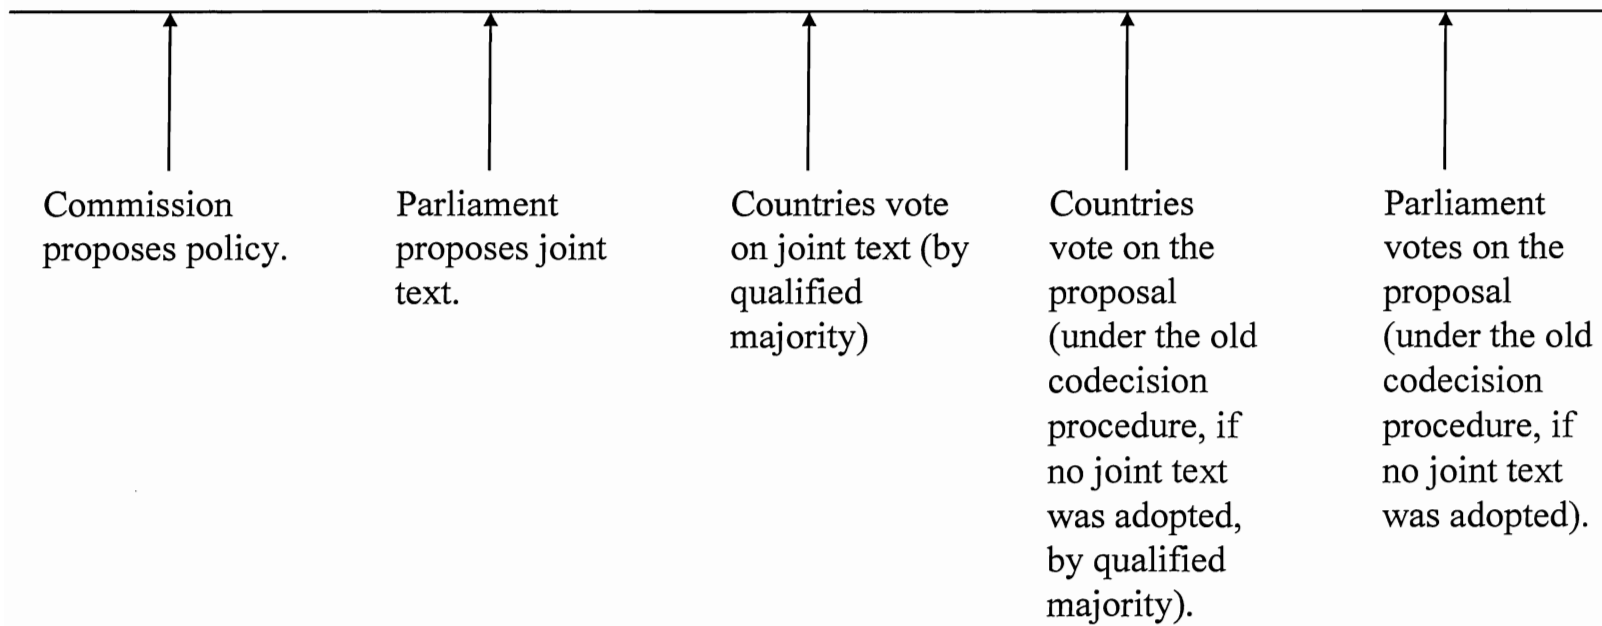 Commission
proposes policy.
Parliament
proposes joint
text.
Countries vote
on joint text (by
qualified
majority)
Countries
vote on the
proposal
(under the old
codecision
procedure, if
no joint text
was adopted,
by qualified
majority).
Parliament
votes on the
proposal
(under the old
codecision
procedure, if
no joint text
was adopted).